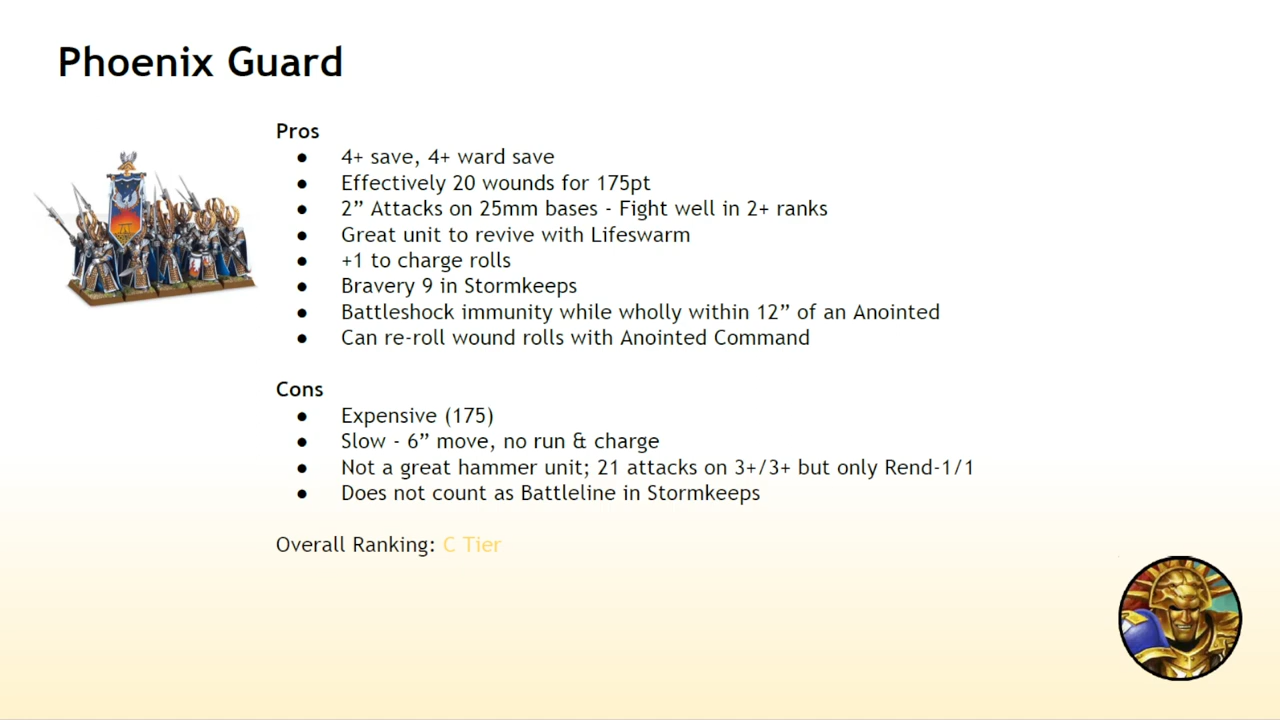 Phoenix Guard
Pros
● 4+ save, 4+ ward save
● Effectively 20 wounds for 175pt
● 2” Attacks on 25mm bases - Fight well in 2+ ranks
● Great unit to revive with Lifeswarm
● +1 to charge rolls
● Bravery 9 in Stormkeeps
● Battleshock immunity while wholly within 12” of an Anointed
● Can re-roll wound rolls with Anointed Command
Cons
● Expensive (175)
● Slow - 6” move, no run & charge
● Not a great hammer unit; 21 attacks on 3+/3+ but only Rend-1/1
● Does not count as Battleline in Stormkeeps
Overall Ranking: C Tier